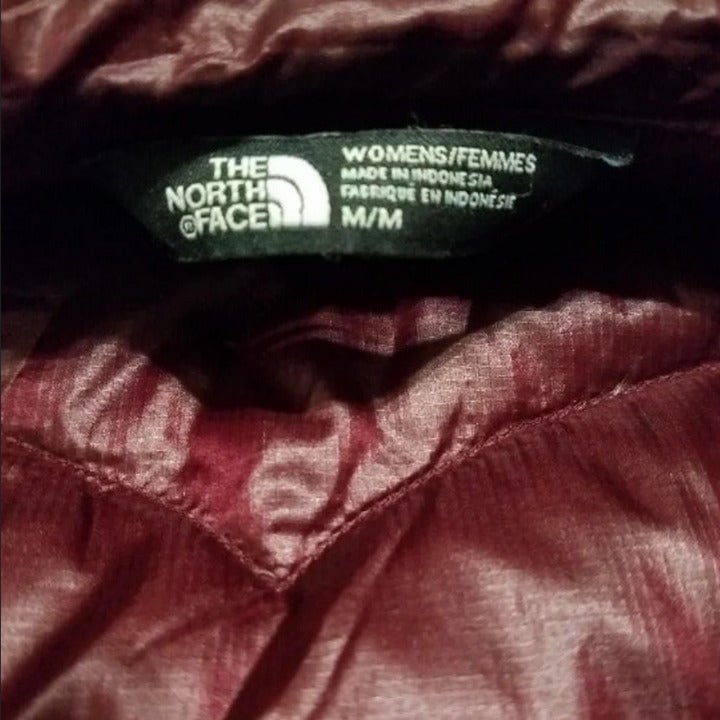 THE
NORTH
®FACE
WOMENS/FEMMES
MADE IN INDONESIA
FABRIQUÉ EN INDONÉSIE
M/M